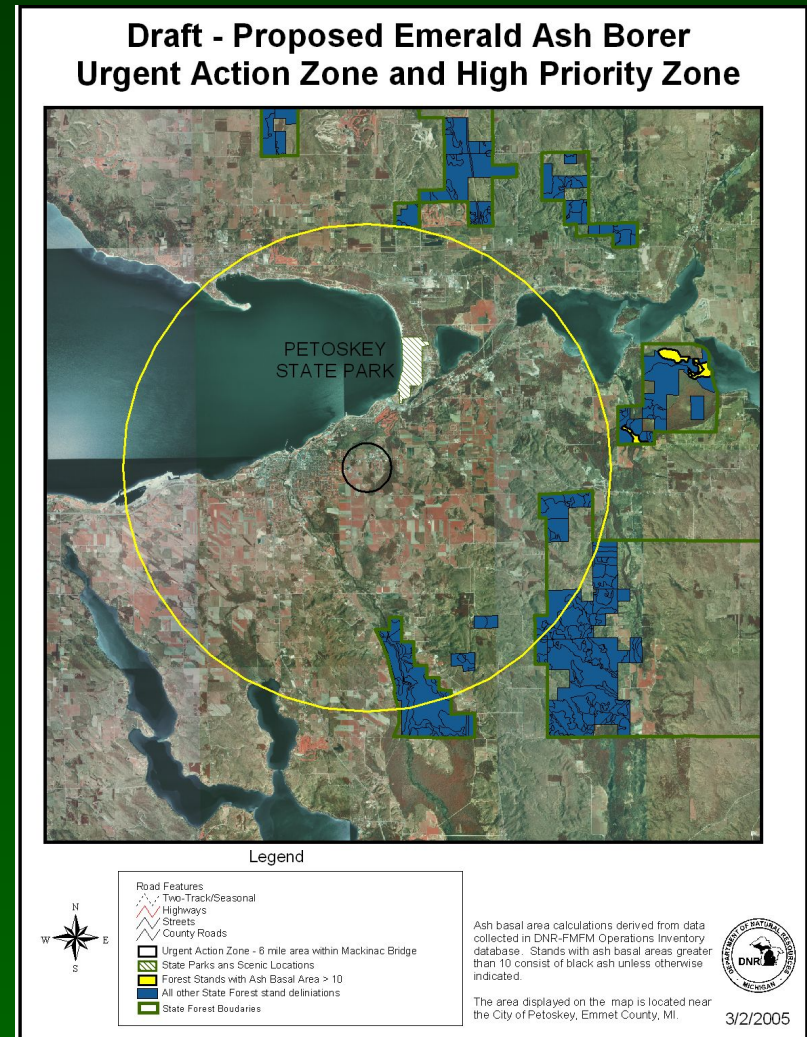 Draft - Proposed Emerald Ash Borer
Urgent Action Zone and High Priority Zone
PETOSKEY
STATE PARK
Legend
Road Features
Two-Track/Seasonal
Highways
Streets
County Roads
Urgent Action Zone - 6 mile area within Mackinac Bridge
State Parks ans Scenic Locations
Forest Stands with Ash Basal Area > 10
All other State Forest stand deliniations
State Forest Boudaries
N
W E
S
Ash basal area calculations derived from data
collected in DNR-FMFM Operations Inventory
database. Stands with ash basal areas greater
than 10 consist of black ash unless otherwise
indicated.
The area displayed on the map is located near
the City of Petoskey, Emmet County, MI.
DEPARTMENT OF NATURAL RESOURCES
DNR
MICHIGAN
3/2/2005